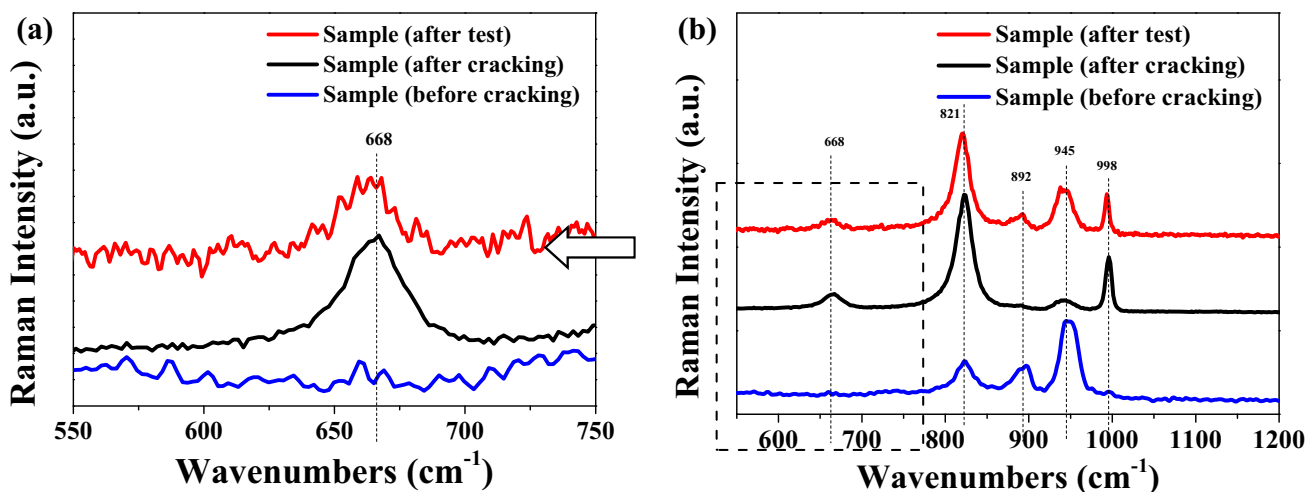 (a)
Sample (after test)
Sample (after cracking)
Sample (before cracking)
668
Raman Intensity (a.u.)
550 600 650 700 750
Wavenumbers (cm⁻¹)
(b)
Sample (after test)
Sample (after cracking)
Sample (before cracking)
821
668
892
945
998
Raman Intensity (a.u.)
600 700 800 900 1000 1100 1200
Wavenumbers (cm⁻¹)